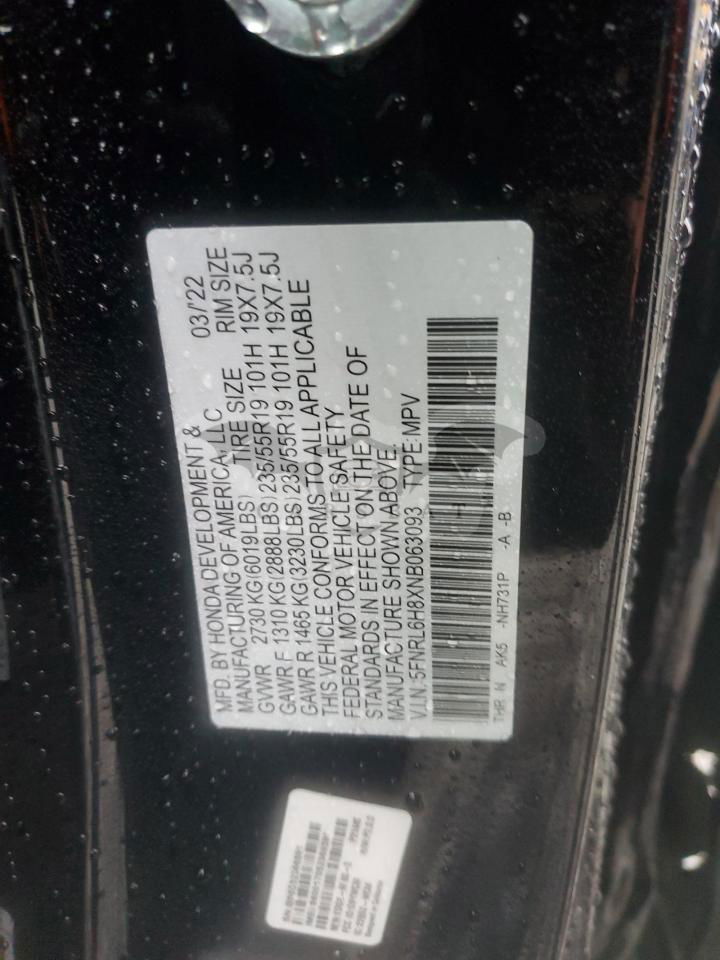 MFD. BY HONDA DEVELOPMENT &
MANUFACTURING OF AMERICA, LLC 03/'22
GVWR 2730 KG(6019LBS) TIRE SIZE RIM SIZE
GAWR F 1310 KG(2888LBS) 235/55R19 101H 19X7.5J
GAWR R 1465 KG(3230LBS) 235/55R19 101H 19X7.5J
THIS VEHICLE CONFORMS TO ALL APPLICABLE
FEDERAL MOTOR VEHICLE SAFETY
STANDARDS IN EFFECT ON THE DATE OF
MANUFACTURE SHOWN ABOVE.
V.I.N.:5FNRL6H8XNB063093 TYPE:MPV
THR N AK5 -NH731P -A -B